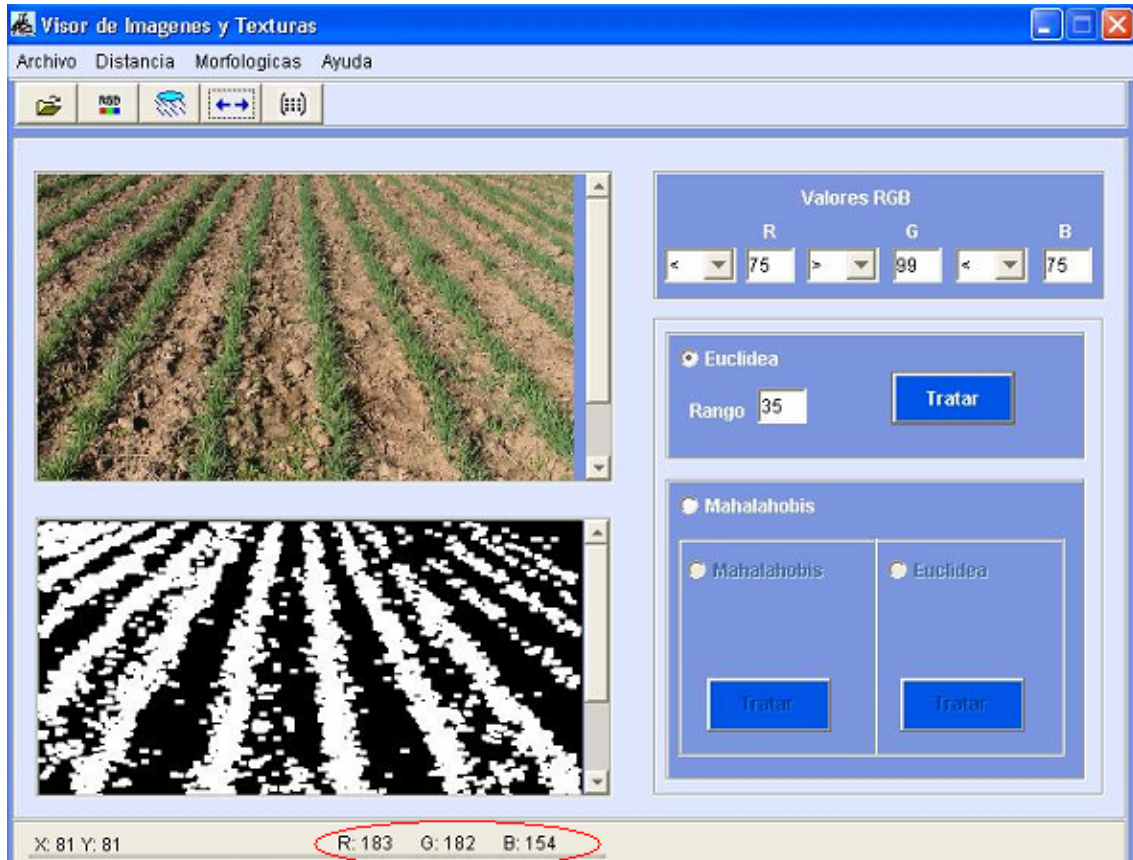 Visor de Imagenes y Texturas
Archivo Distancia Morfologicas Ayuda
RGB
Valores RGB
R G B
< 75 > 99 < 75
Euclidea
Rango 35
Tratar
Mahalahobis
Mahalahobis Euclidea
Tratar Tratar
X: 81 Y: 81 R: 183 G: 182 B: 154